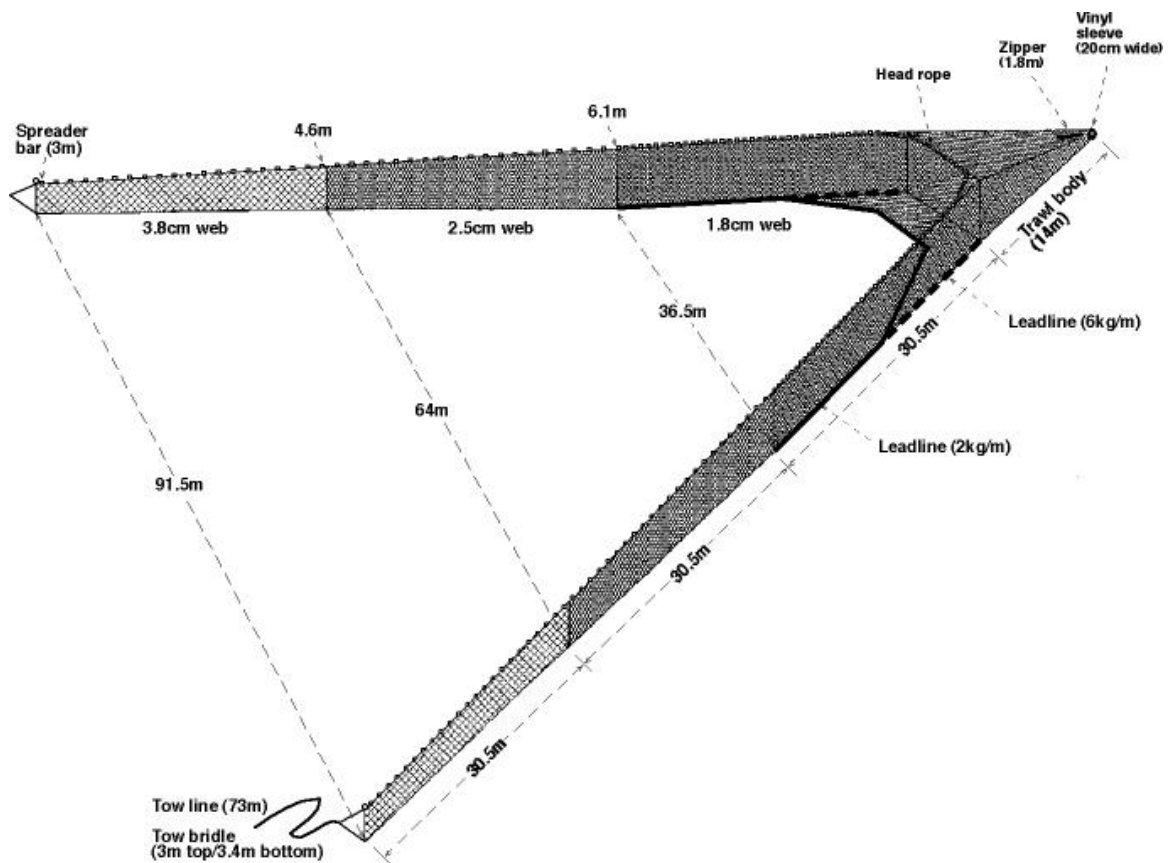 Vinyl
sleeve
(20cm wide)
Zipper
(1.8m)
Head rope
6.1m
4.6m
Spreader
bar (3m)
3.8cm web
2.5cm web
1.8cm web
Trawl body
(14m)
36.5m
Leadline (6kg/m)
30.5m
64m
Leadline (2kg/m)
91.5m
30.5m
30.5m
Tow line (73m)
Tow bridle
(3m top/3.4m bottom)